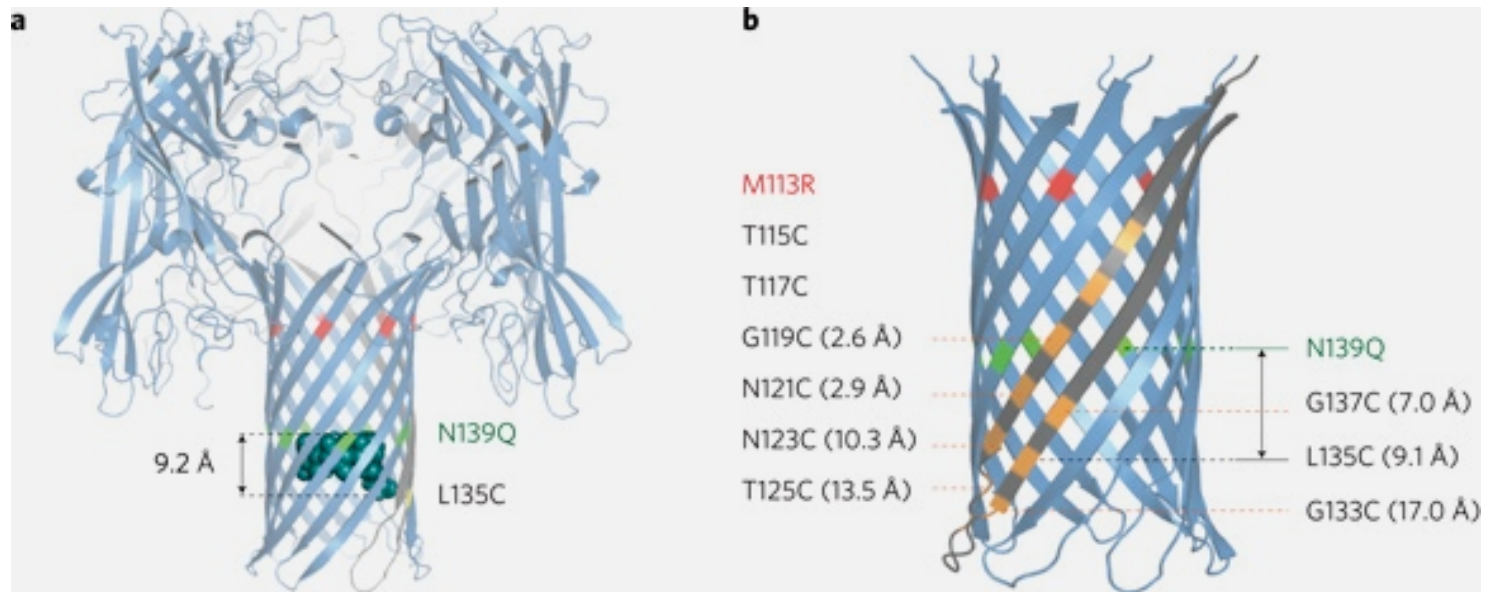 a
9.2 Å
N139Q
L135C
b
M113R
T115C
T117C
G119C (2.6 Å)
N121C (2.9 Å)
N123C (10.3 Å)
T125C (13.5 Å)
N139Q
G137C (7.0 Å)
L135C (9.1 Å)
G133C (17.0 Å)